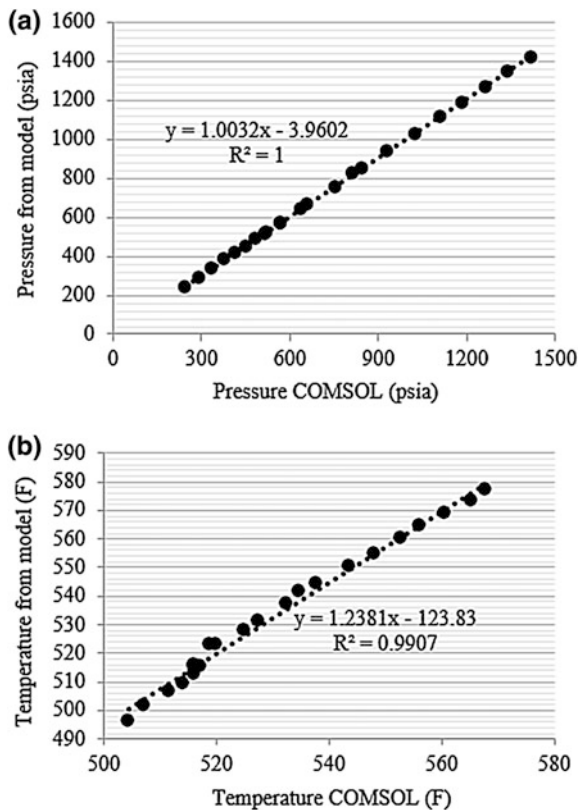 (a)
1600
1400
1200
1000
800
600
400
200
0
Pressure from model (psia)
y = 1.0032x - 3.9602
R² = 1
0 300 600 900 1200 1500
Pressure COMSOL (psia)
(b)
590
580
570
560
550
540
530
520
510
500
490
Temperature from model (F)
y = 1.2381x - 123.83
R² = 0.9907
500 520 540 560 580
Temperature COMSOL (F)